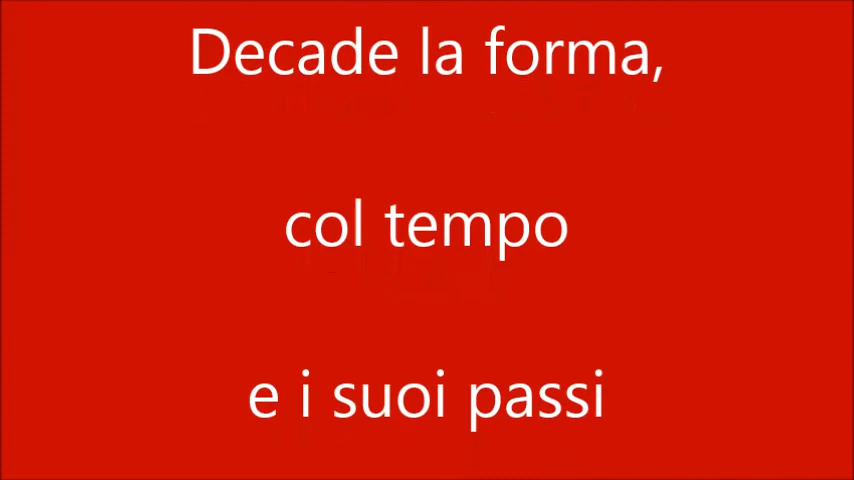 Decade la forma,
col tempo
e i suoi passi